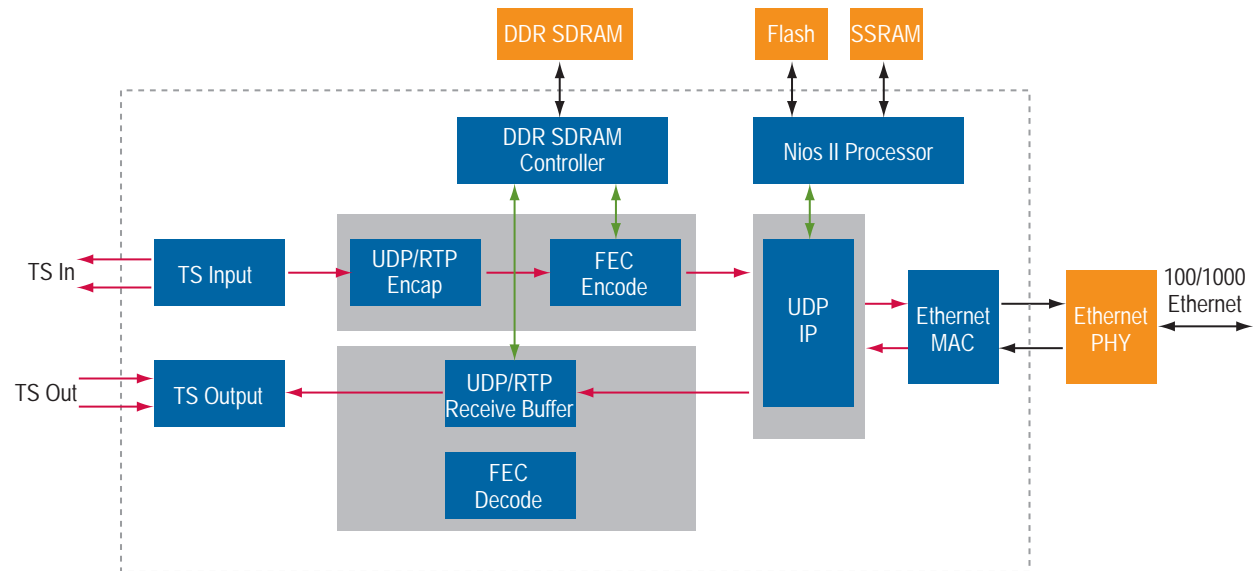 DDR SDRAM
Flash
SSRAM
DDR SDRAM
Controller
Nios II Processor
TS In
TS Input
UDP/RTP
Encap
FEC
Encode
UDP
IP
Ethernet
MAC
Ethernet
PHY
100/1000
Ethernet
TS Out
TS Output
UDP/RTP
Receive Buffer
FEC
Decode